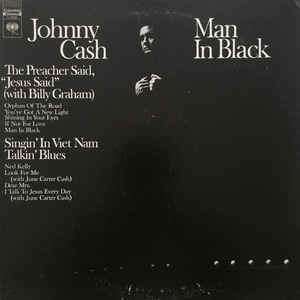 Johnny Cash
Man In Black
The Preacher Said,
"Jesus Said"
(with Billy Graham)
Orphan Of The Road
You've Got A New Light
Shining In Your Eyes
If Not For Love
Man In Black
Singin' In Viet Nam
Talkin' Blues
Ned Kelly
Look For Me
(with June Carter Cash)
Dear Mrs.
I Talk To Jesus Every Day
(with June Carter Cash)